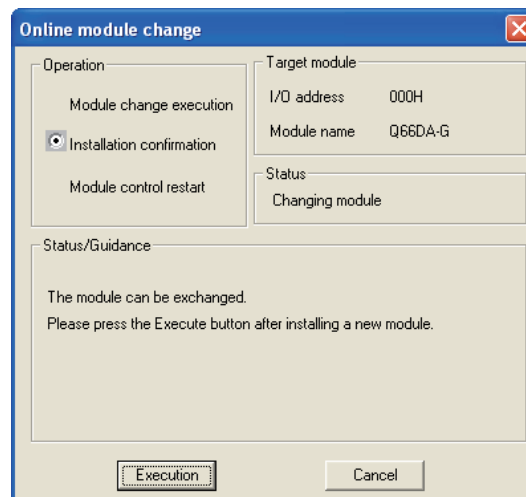 Online module change
Operation
Module change execution
Installation confirmation
Module control restart
Target module
I/O address 000H
Module name Q66DA-G
Status
Changing module
Status/Guidance
The module can be exchanged.
Please press the Execute button after installing a new module.
Execution
Cancel